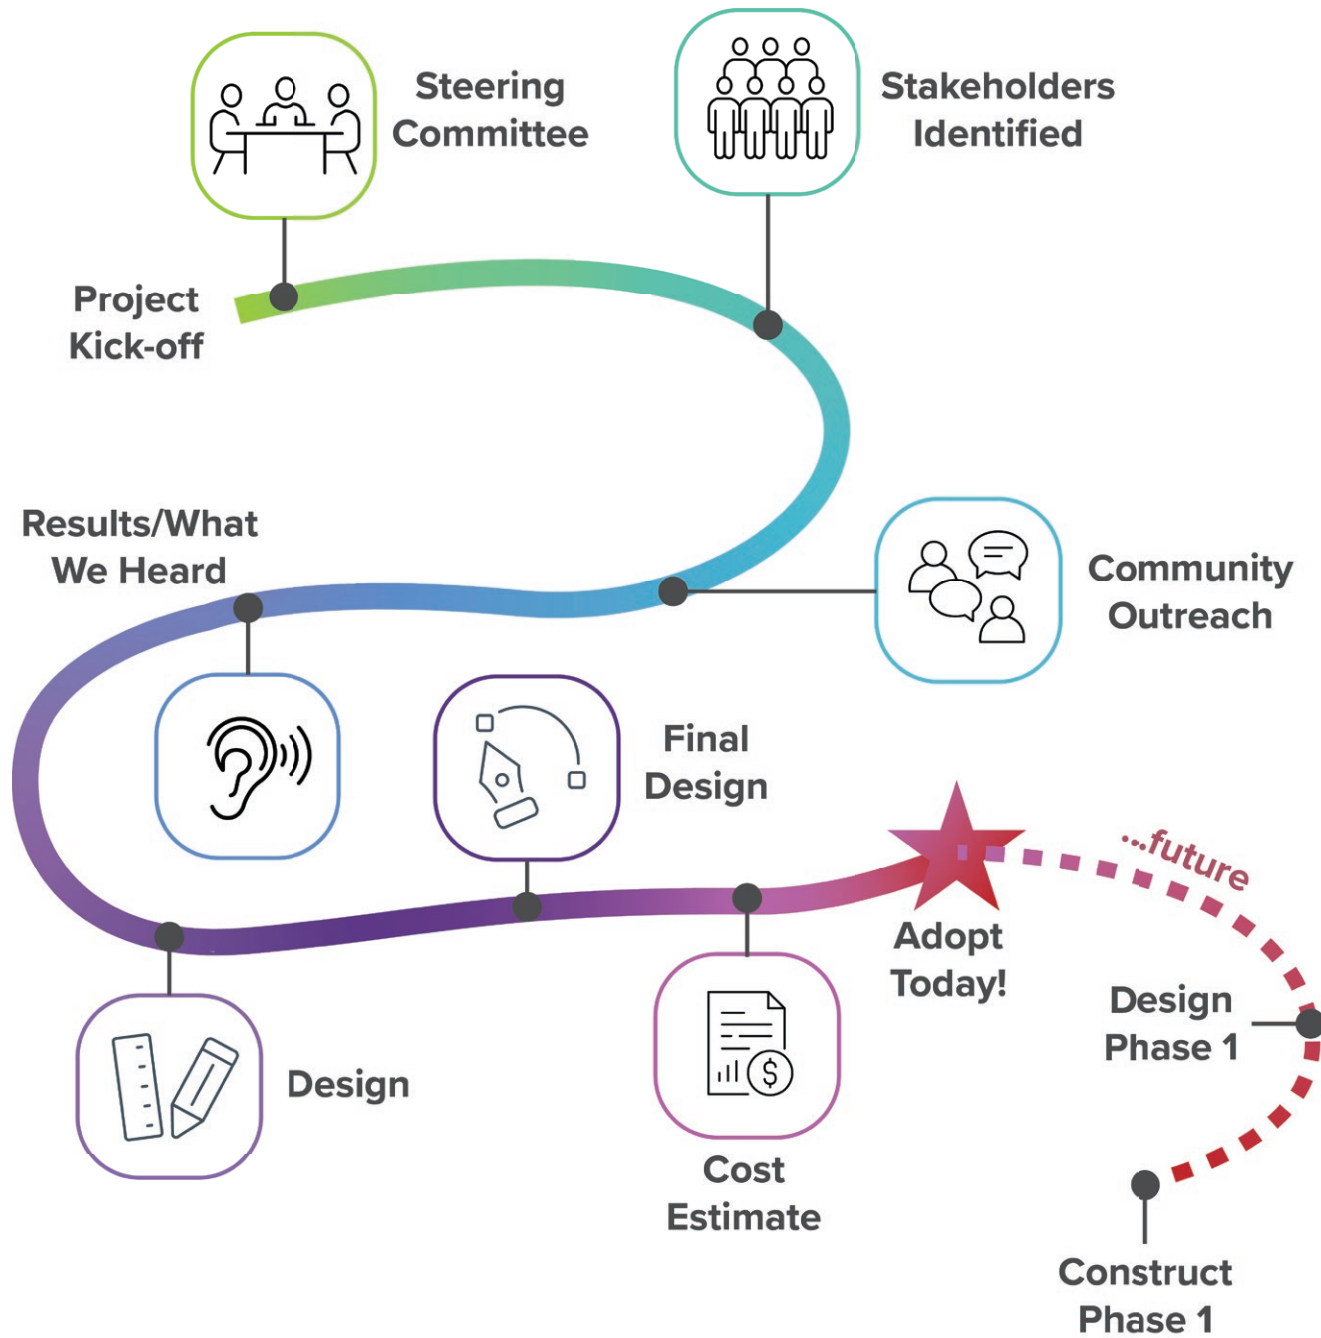 Steering
Committee
Stakeholders
Identified
Project
Kick-off
Results/What
We Heard
Community
Outreach
Final
Design
...future
Adopt
Today!
Design
Phase 1
Design
$
Cost
Estimate
Construct
Phase 1